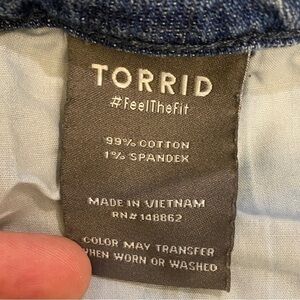 TORRID
#FeelTheFit
99% COTTON
1% SPANDEX
MADE IN VIETNAM
RN# 148862
COLOR MAY TRANSFER
WHEN WORN OR WASHED